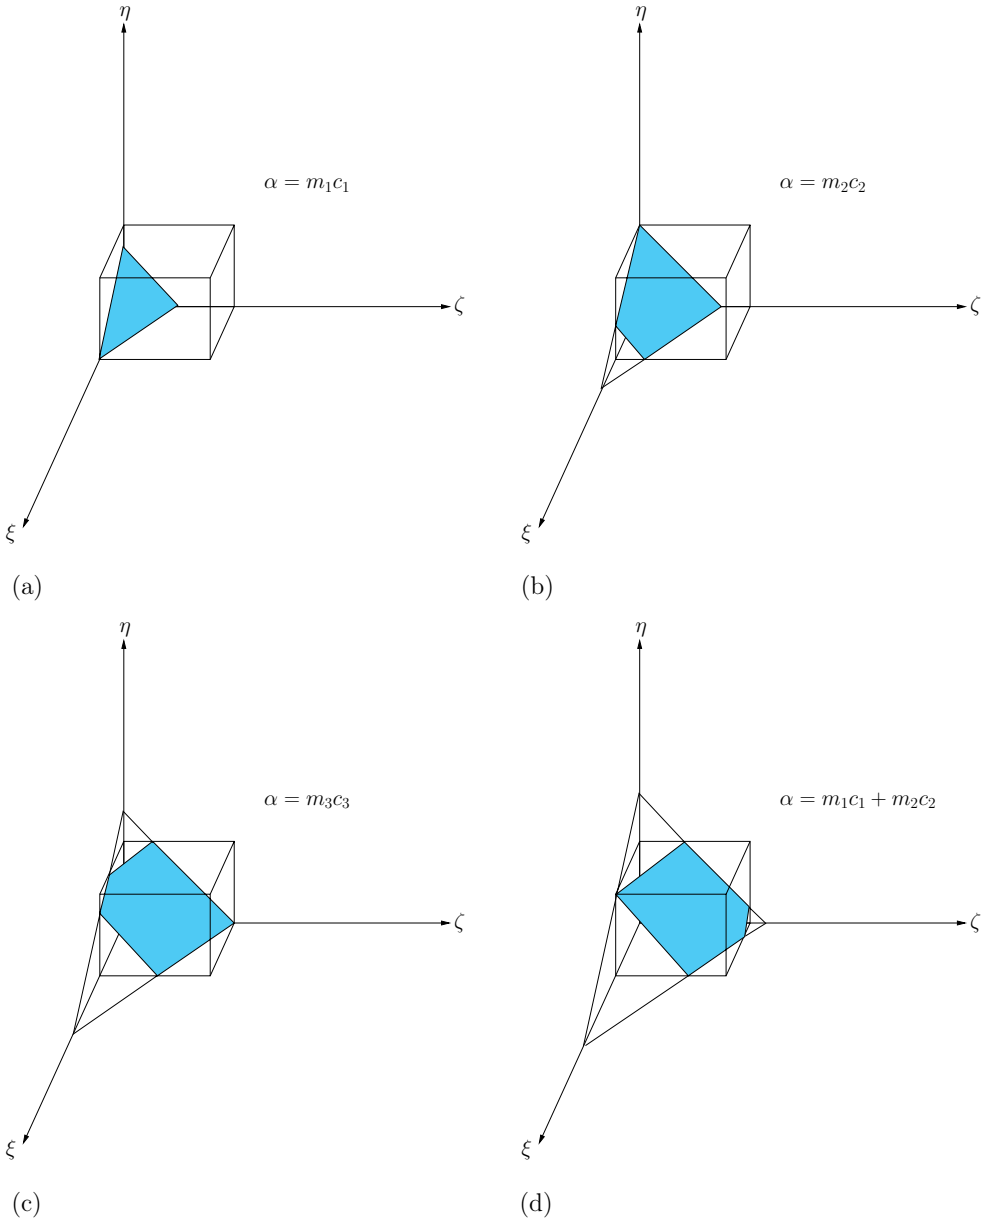 η η
α = m₁c₁ α = m₂c₂
ζ ζ
ξ ξ
(a) (b)
η η
α = m₃c₃ α = m₁c₁ + m₂c₂
ζ ζ
ξ ξ
(c) (d)